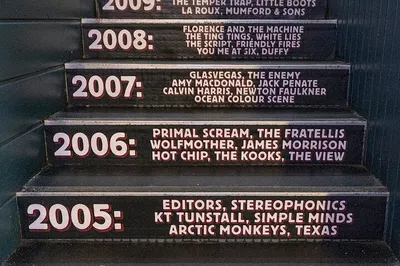 2009: THE TEMPER TRAP, LITTLE BOOTS
LA ROUX, MUMFORD & SONS
2008: FLORENCE AND THE MACHINE
THE TING TINGS, WHITE LIES
THE SCRIPT, FRIENDLY FIRES
YOU ME AT SIX, DUFFY
2007: GLASVEGAS, THE ENEMY
AMY MACDONALD, JACK PENATE
CALVIN HARRIS, NEWTON FAULKNER
OCEAN COLOUR SCENE
2006: PRIMAL SCREAM, THE FRATELLIS
WOLFMOTHER, JAMES MORRISON
HOT CHIP, THE KOOKS, THE VIEW
2005: EDITORS, STEREOPHONICS
KT TUNSTALL, SIMPLE MINDS
ARCTIC MONKEYS, TEXAS